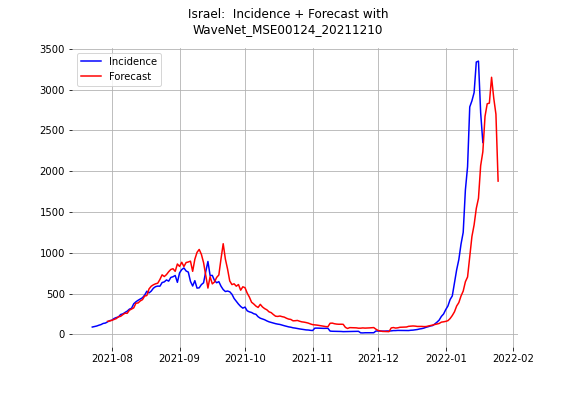 Israel:  Incidence + Forecast with
WaveNet_MSE00124_20211210
Incidence
Forecast
3500
3000
2500
2000
1500
1000
500
0
2021-08 2021-09 2021-10 2021-11 2021-12 2022-01 2022-02